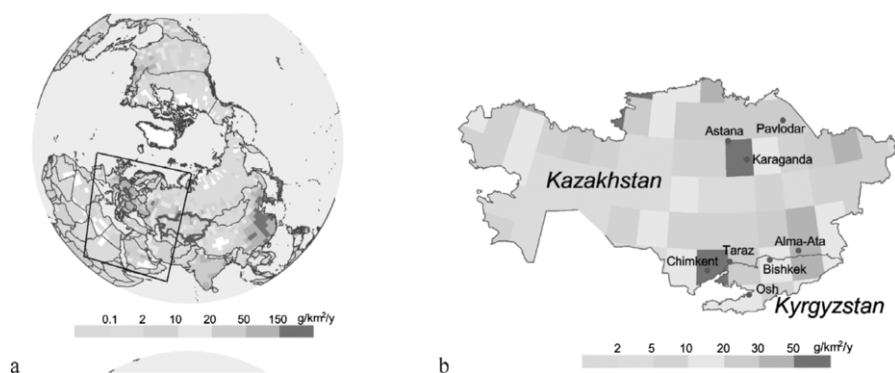 0.1 2 10 20 50 150 g/km²/y
a
Astana
Pavlodar
Karaganda
Kazakhstan
Taraz
Alma-Ata
Chimkent
Bishkek
Osh
Kyrgyzstan
2 5 10 20 30 50 g/km²/y
b